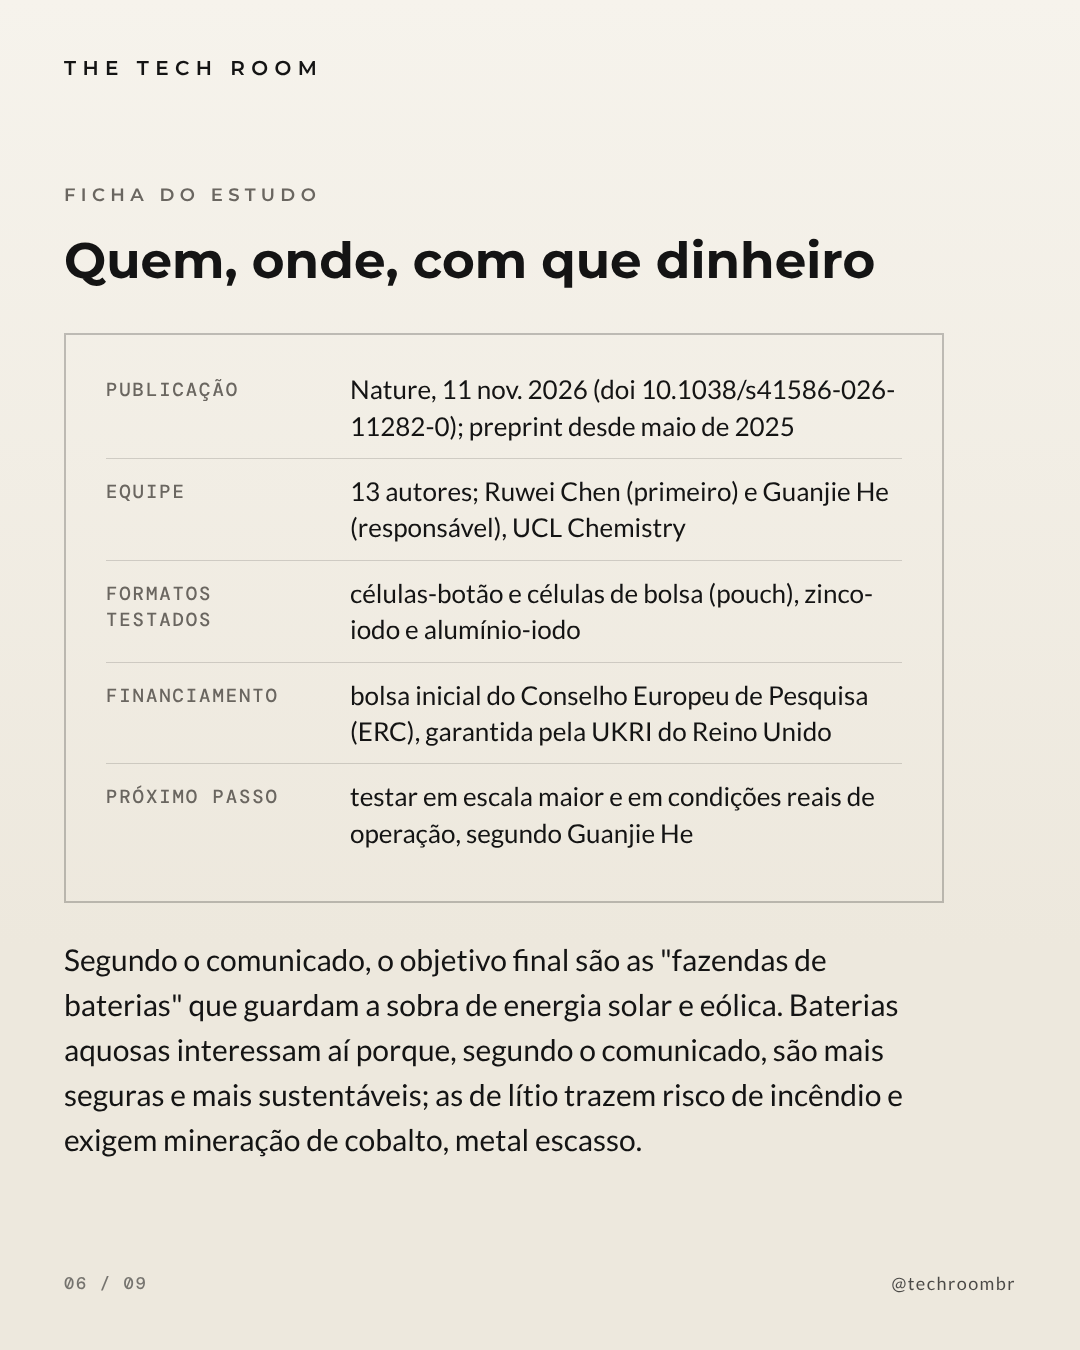 THE TECH ROOM
FICHA DO ESTUDO
Quem, onde, com que dinheiro
PUBLICAÇÃO
Nature, 11 nov. 2026 (doi 10.1038/s41586-026-
11282-0); preprint desde maio de 2025
EQUIPE
13 autores; Ruwei Chen (primeiro) e Guanjie He
(responsável), UCL Chemistry
FORMATOS
TESTADOS
células-botão e células de bolsa (pouch), zinco-
iodo e alumínio-iodo
FINANCIAMENTO
bolsa inicial do Conselho Europeu de Pesquisa
(ERC), garantida pela UKRI do Reino Unido
PRÓXIMO PASSO
testar em escala maior e em condições reais de
operação, segundo Guanjie He
Segundo o comunicado, o objetivo final são as "fazendas de
baterias" que guardam a sobra de energia solar e eólica. Baterias
aquosas interessam aí porque, segundo o comunicado, são mais
seguras e mais sustentáveis; as de lítio trazem risco de incêndio e
exigem mineração de cobalto, metal escasso.
06 / 09
@techroombr